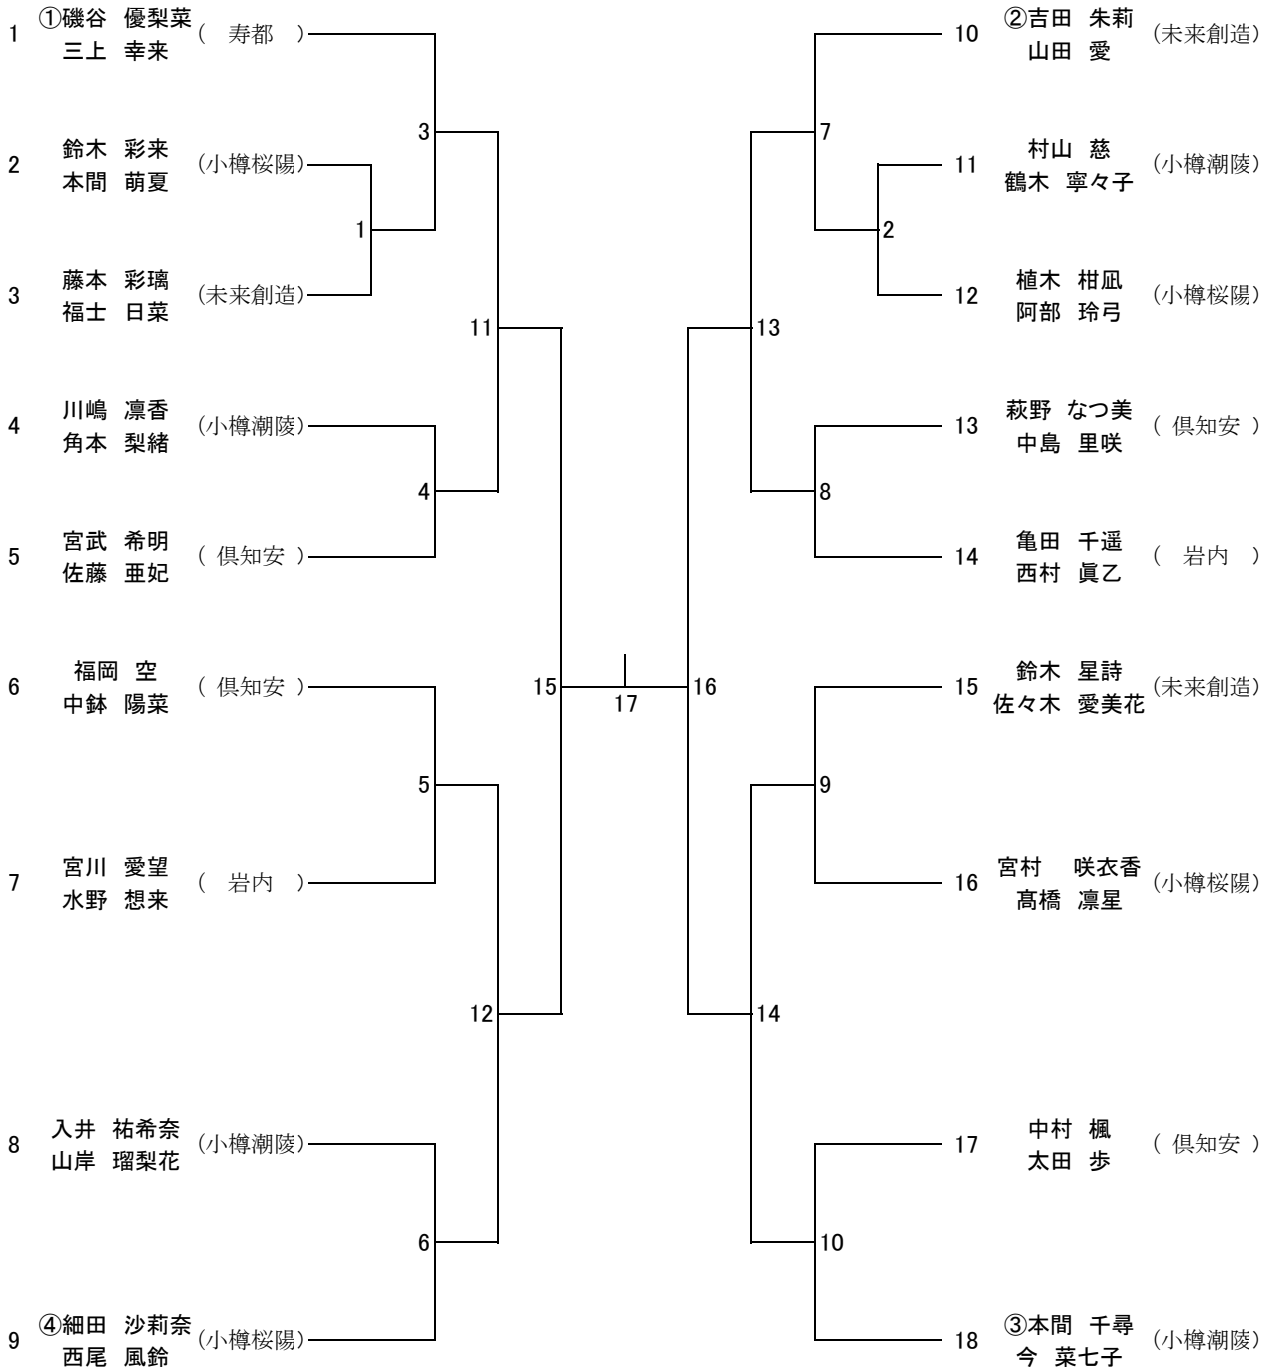 1 ①磯谷 優梨菜 ( 寿都 )
三上 幸来
2 鈴木 彩来 (小樽桜陽)
本間 萌夏
3 藤本 彩璃 (未来創造)
福士 日菜
4 川嶋 凛香 (小樽潮陵)
角本 梨緒
5 宮武 希明 ( 倶知安 )
佐藤 亜妃
6 福岡 空 ( 倶知安 )
中鉢 陽菜
7 宮川 愛望 ( 岩内 )
水野 想来
8 入井 祐希奈 (小樽潮陵)
山岸 瑠梨花
9 ④細田 沙莉奈 (小樽桜陽)
西尾 風鈴
3
1
11
4
15
5
12
6
17
16
7
2
13
8
9
14
10
10 ②吉田 朱莉 (未来創造)
山田 愛
11 村山 慈 (小樽潮陵)
鶴木 寧々子
12 植木 柑凪 (小樽桜陽)
阿部 玲弓
13 萩野 なつ美 ( 倶知安 )
中島 里咲
14 亀田 千遥 ( 岩内 )
西村 眞乙
15 鈴木 星詩 (未来創造)
佐々木 愛美花
16 宮村 咲衣香 (小樽桜陽)
髙橋 凛星
17 中村 楓 ( 倶知安 )
太田 歩
18 ③本間 千尋 (小樽潮陵)
今 菜七子